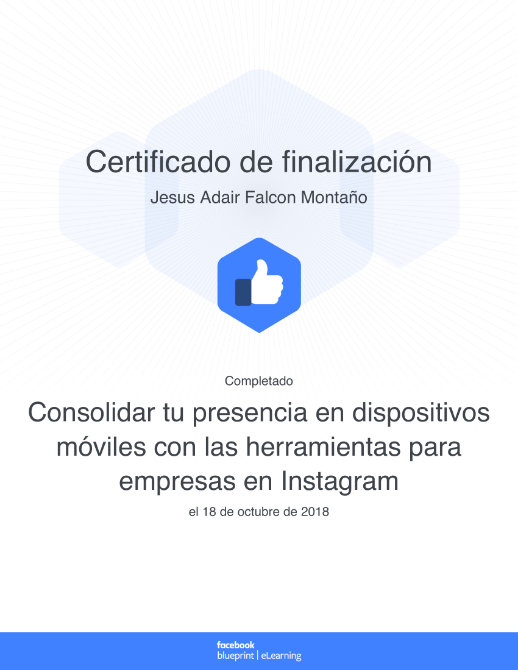 Certificado de finalización
Jesus Adair Falcon Montaño
Completado
Consolidar tu presencia en dispositivos
móviles con las herramientas para
empresas en Instagram
el 18 de octubre de 2018
facebook
blueprint | eLearning